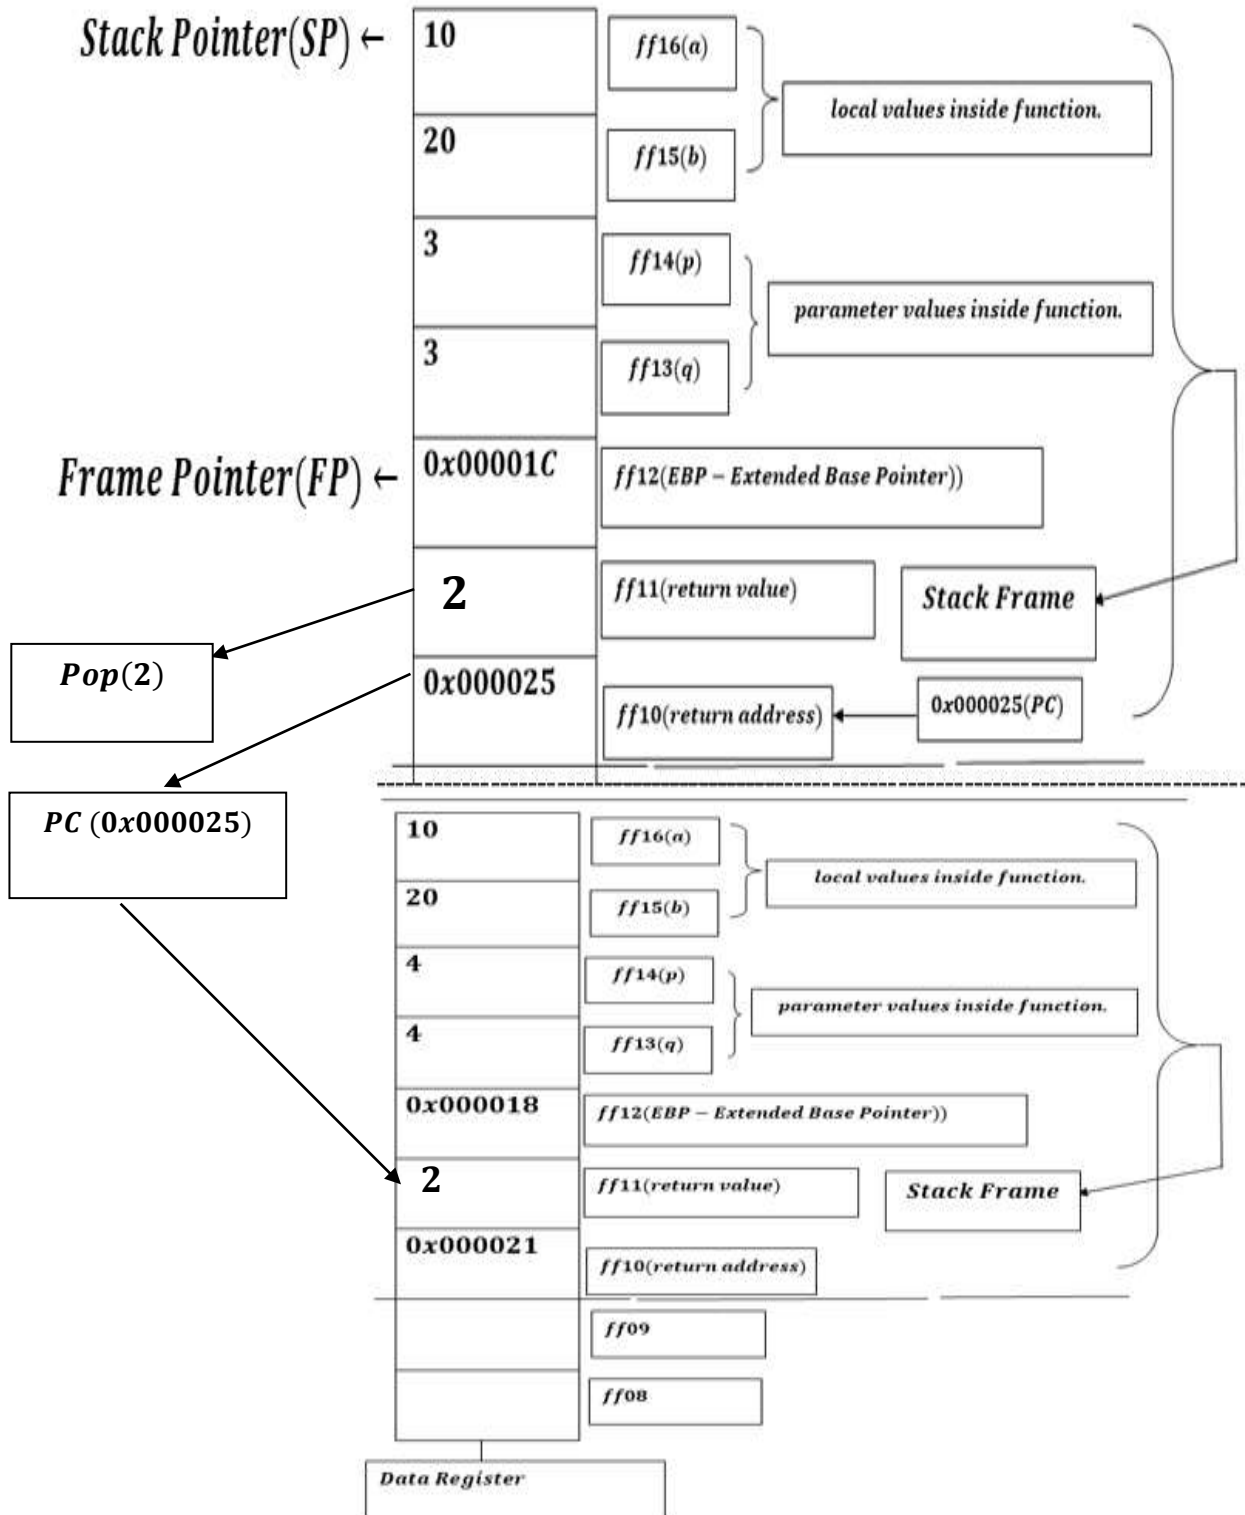 Stack Pointer(SP) ←
10
ff16(a)
local values inside function.
20
ff15(b)
3
ff14(p)
parameter values inside function.
3
ff13(q)
Frame Pointer(FP) ←
0x00001C
ff12(EBP – Extended Base Pointer))
2
ff11(return value)
Stack Frame
Pop(2)
0x000025
ff10(return address)
0x000025(PC)
PC (0x000025)
10
ff16(a)
local values inside function.
20
ff15(b)
4
ff14(p)
parameter values inside function.
4
ff13(q)
0x000018
ff12(EBP – Extended Base Pointer))
2
ff11(return value)
Stack Frame
0x000021
ff10(return address)
ff09
ff08
Data Register